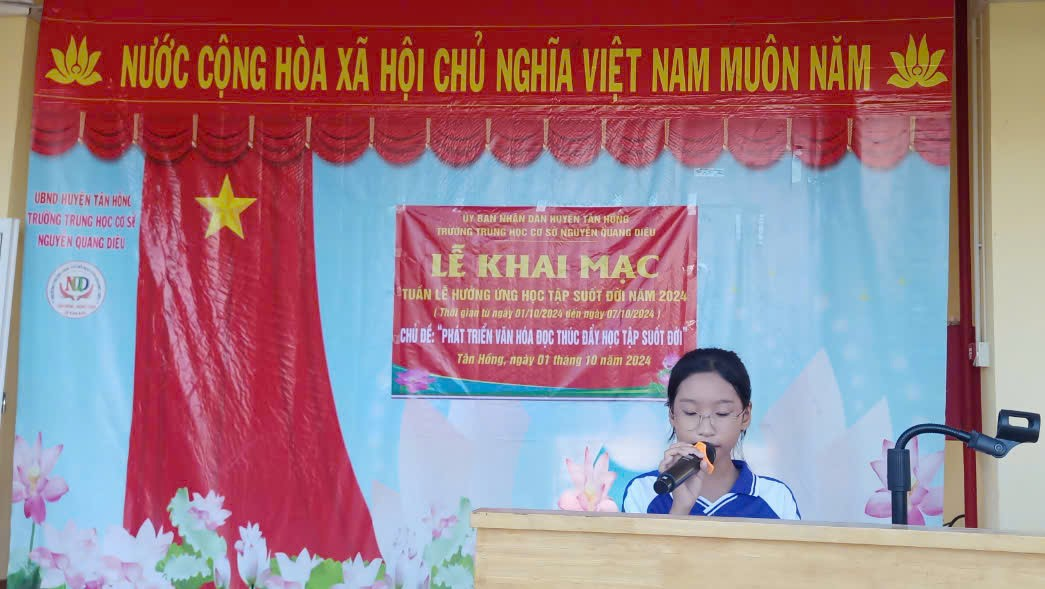 NƯỚC CỘNG HÒA XÃ HỘI CHỦ NGHĨA VIỆT NAM MUÔN NĂM
UBND HUYỆN TÂN HỒNG
TRƯỜNG TRUNG HỌC CƠ SỞ
NGUYỄN QUANG DIÊU
NQD
ỦY BAN NHÂN DÂN HUYỆN TÂN HỒNG
TRƯỜNG TRUNG HỌC CƠ SỞ NGUYỄN QUANG DIÊU
LỄ KHAI MẠC
TUẦN LỄ HƯỞNG ỨNG HỌC TẬP SUỐT ĐỜI NĂM 2024
( Thời gian từ ngày 01/10/2024 đến ngày 07/10/2024 )
CHỦ ĐỀ: "PHÁT TRIỂN VĂN HÓA ĐỌC THÚC ĐẨY HỌC TẬP SUỐT ĐỜI"
Tân Hồng, ngày 01 tháng 10 năm 2024